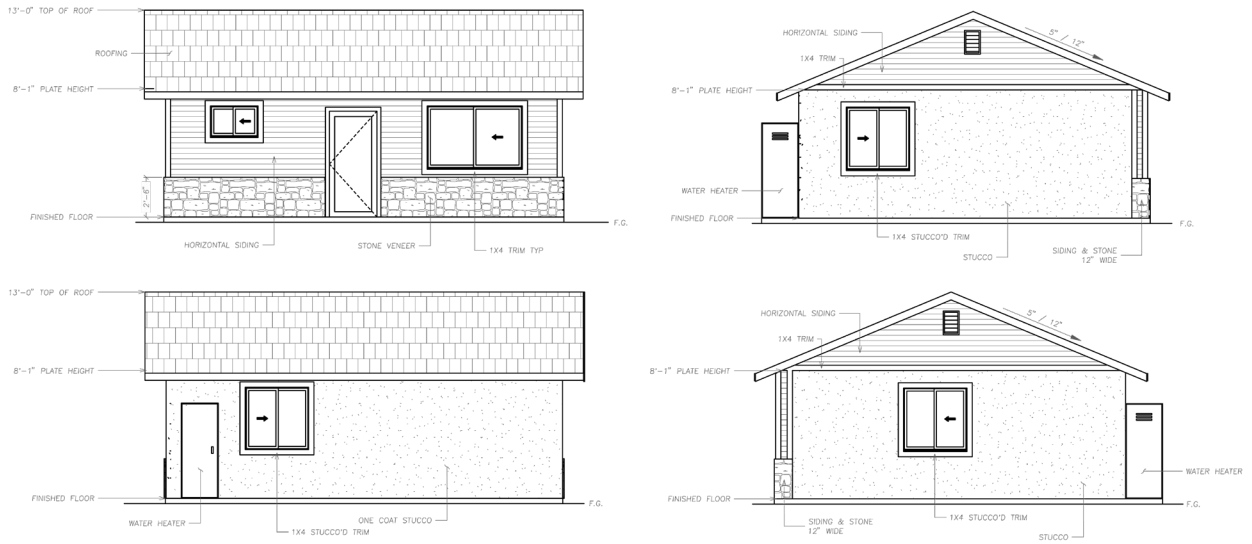 13'-0" TOP OF ROOF
ROOFING
8'-1" PLATE HEIGHT
2'-6"
FINISHED FLOOR
F.G.
HORIZONTAL SIDING
STONE VENEER
1X4 TRIM TYP
HORIZONTAL SIDING
5" / 12"
1X4 TRIM
8'-1" PLATE HEIGHT
WATER HEATER
FINISHED FLOOR
F.G.
1X4 STUCCO'D TRIM
STUCCO
SIDING & STONE
12" WIDE
13'-0" TOP OF ROOF
8'-1" PLATE HEIGHT
FINISHED FLOOR
F.G.
WATER HEATER
ONE COAT STUCCO
1X4 STUCCO'D TRIM
HORIZONTAL SIDING
5" / 12"
1X4 TRIM
8'-1" PLATE HEIGHT
WATER HEATER
FINISHED FLOOR
F.G.
SIDING & STONE
12" WIDE
1X4 STUCCO'D TRIM
STUCCO